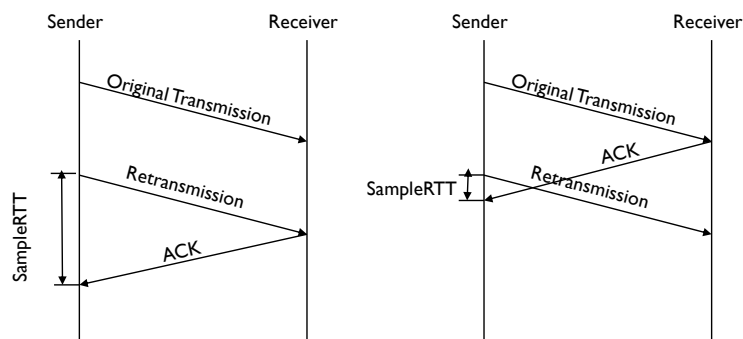 Sender
Receiver
Original Transmission
Retransmission
ACK
SampleRTT
Sender
Receiver
Original Transmission
ACK
Retransmission
SampleRTT